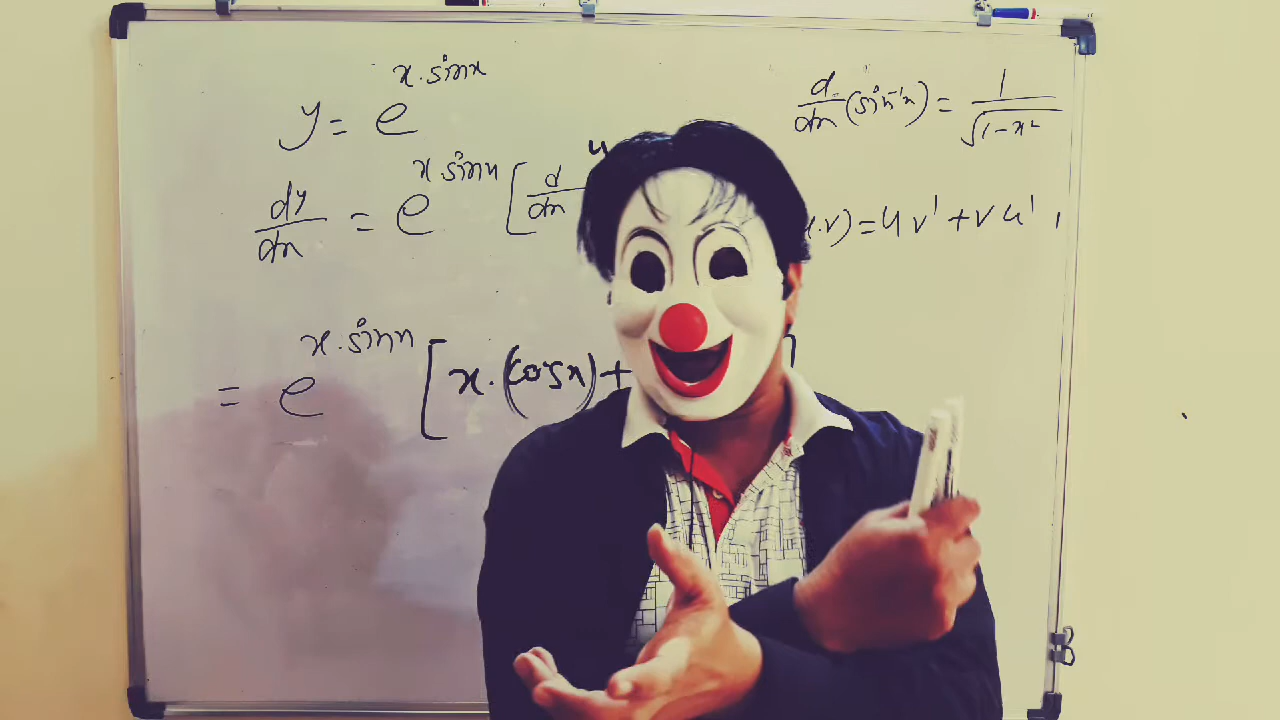 y = e^{x.sinx}
d/dx (sin⁻¹x) = 1/√(1-x²)
dy/dx = e^{x.sinx} [ d/dx
.v) = uv' + vu'
= e^{x.sinx} [ x.(cosx) + ]